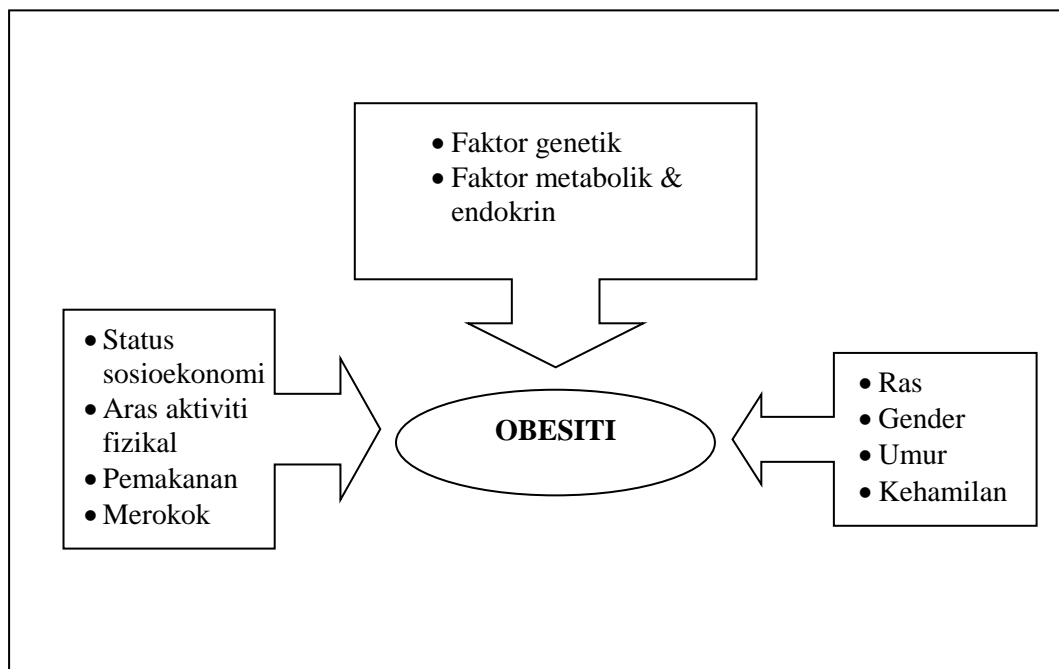 • Faktor genetik
• Faktor metabolik &
endokrin
• Status
sosioekonomi
• Aras aktiviti
fizikal
• Pemakanan
• Merokok
OBESITI
• Ras
• Gender
• Umur
• Kehamilan